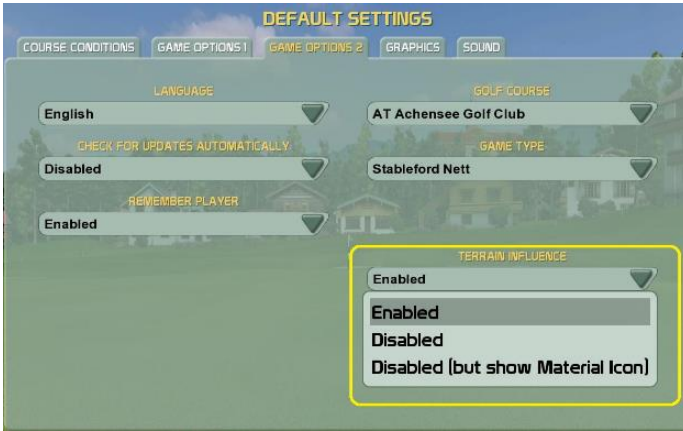 DEFAULT SETTINGS
COURSE CONDITIONS GAME OPTIONS 1 GAME OPTIONS 2 GRAPHICS SOUND
LANGUAGE
English
CHECK FOR UPDATES AUTOMATICALLY
Disabled
REMEMBER PLAYER
Enabled
GOLF COURSE
AT Achensee Golf Club
GAME TYPE
Stableford Nett
TERRAIN INFLUENCE
Enabled
Enabled
Disabled
Disabled (but show Material Icon)